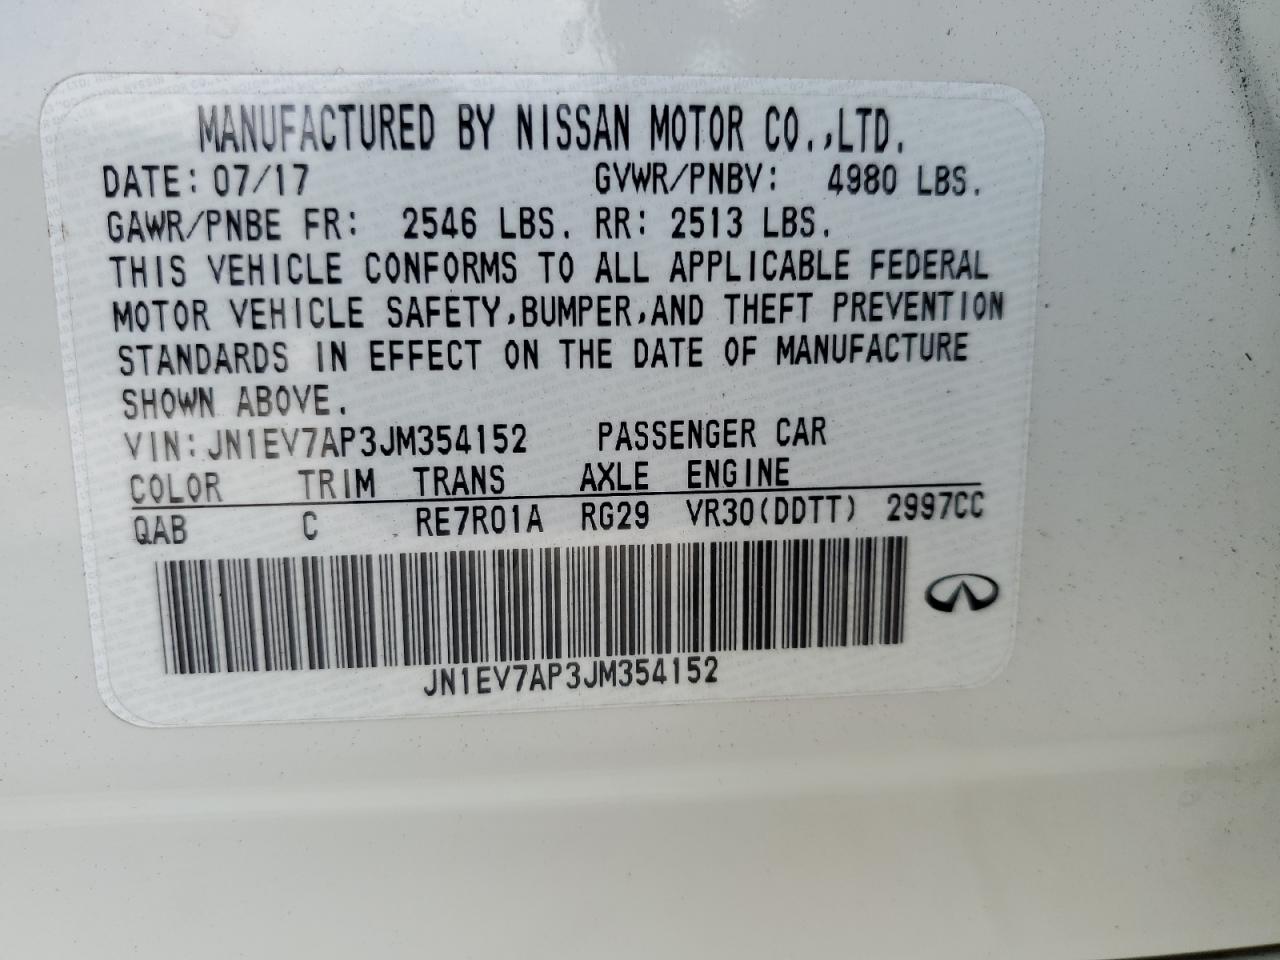 MANUFACTURED BY NISSAN MOTOR CO.,LTD.
DATE: 07/17 GVWR/PNBV: 4980 LBS.
GAWR/PNBE FR: 2546 LBS. RR: 2513 LBS.
THIS VEHICLE CONFORMS TO ALL APPLICABLE FEDERAL
MOTOR VEHICLE SAFETY,BUMPER,AND THEFT PREVENTION
STANDARDS IN EFFECT ON THE DATE OF MANUFACTURE
SHOWN ABOVE.
VIN:JN1EV7AP3JM354152 PASSENGER CAR
COLOR TRIM TRANS AXLE ENGINE
QAB C RE7R01A RG29 VR30(DDTT) 2997CC
JN1EV7AP3JM354152